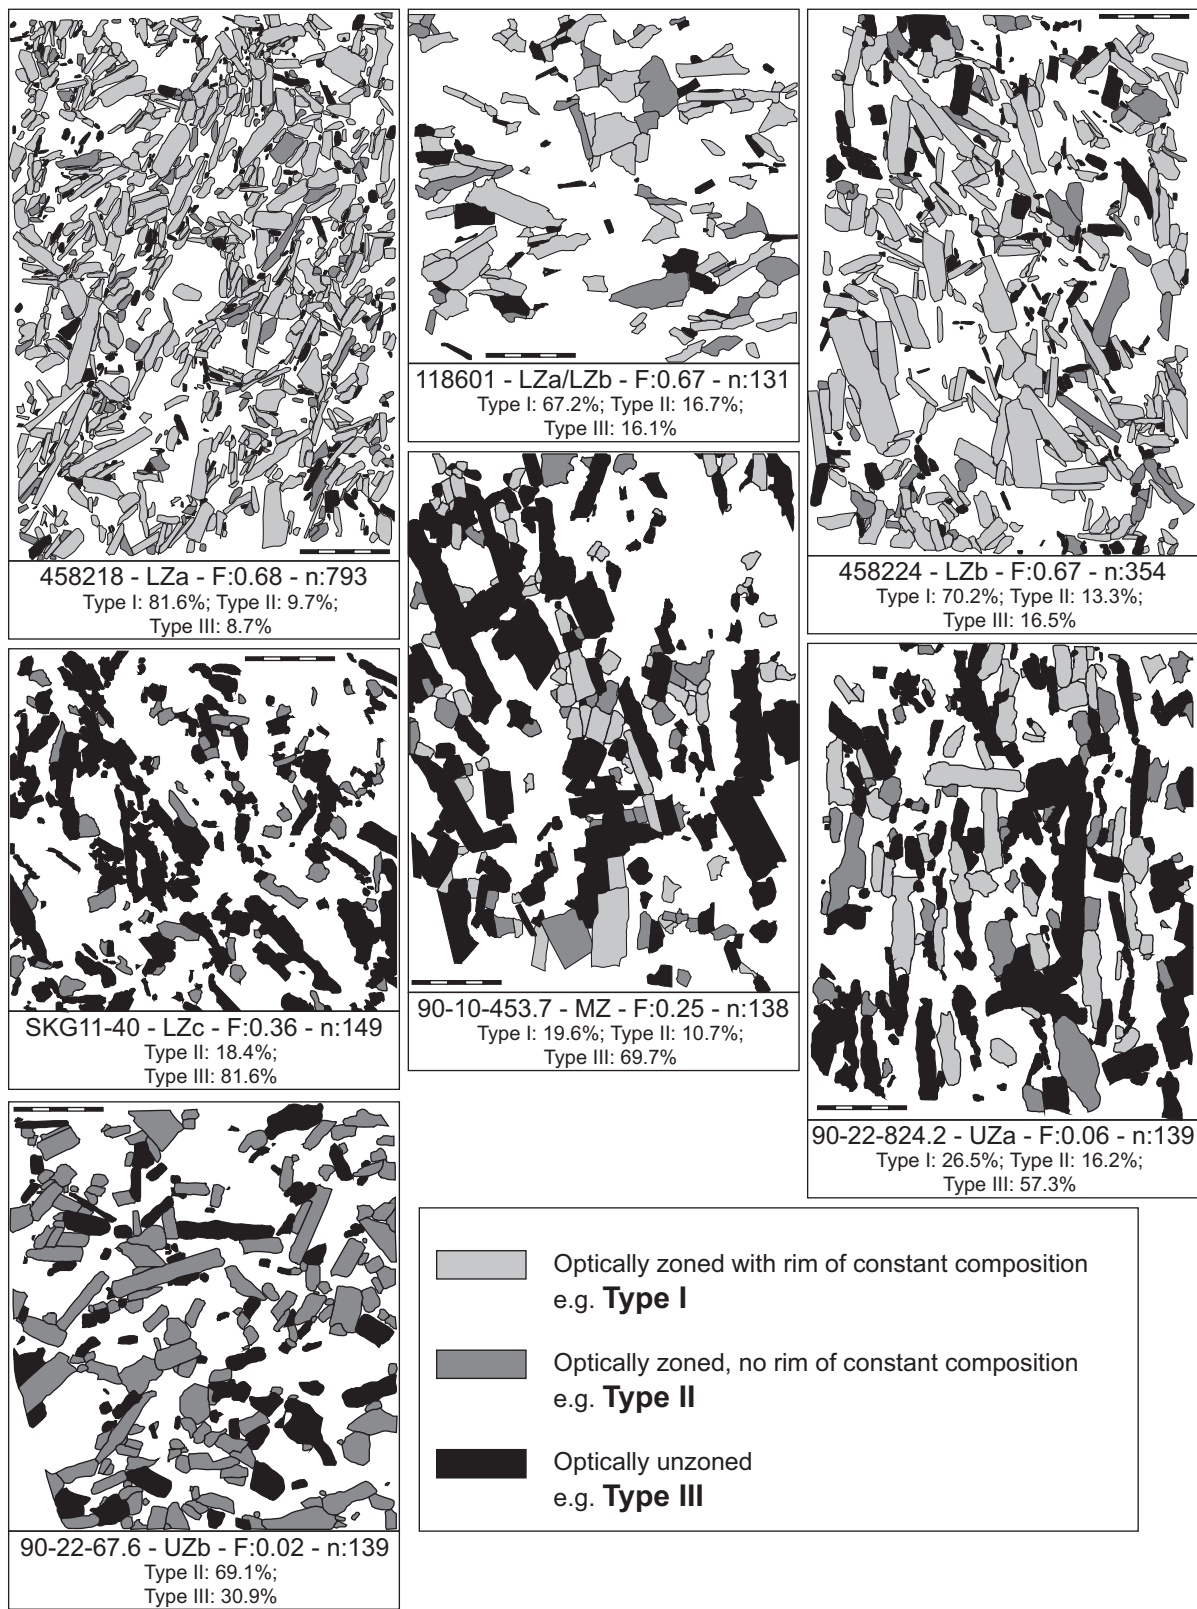 458218 - LZa - F:0.68 - n:793
Type I: 81.6%; Type II: 9.7%;
Type III: 8.7%
118601 - LZa/LZb - F:0.67 - n:131
Type I: 67.2%; Type II: 16.7%;
Type III: 16.1%
458224 - LZb - F:0.67 - n:354
Type I: 70.2%; Type II: 13.3%;
Type III: 16.5%
SKG11-40 - LZc - F:0.36 - n:149
Type II: 18.4%;
Type III: 81.6%
90-10-453.7 - MZ - F:0.25 - n:138
Type I: 19.6%; Type II: 10.7%;
Type III: 69.7%
90-22-824.2 - UZa - F:0.06 - n:139
Type I: 26.5%; Type II: 16.2%;
Type III: 57.3%
90-22-67.6 - UZb - F:0.02 - n:139
Type II: 69.1%;
Type III: 30.9%
Optically zoned with rim of constant composition
e.g. Type I
Optically zoned, no rim of constant composition
e.g. Type II
Optically unzoned
e.g. Type III